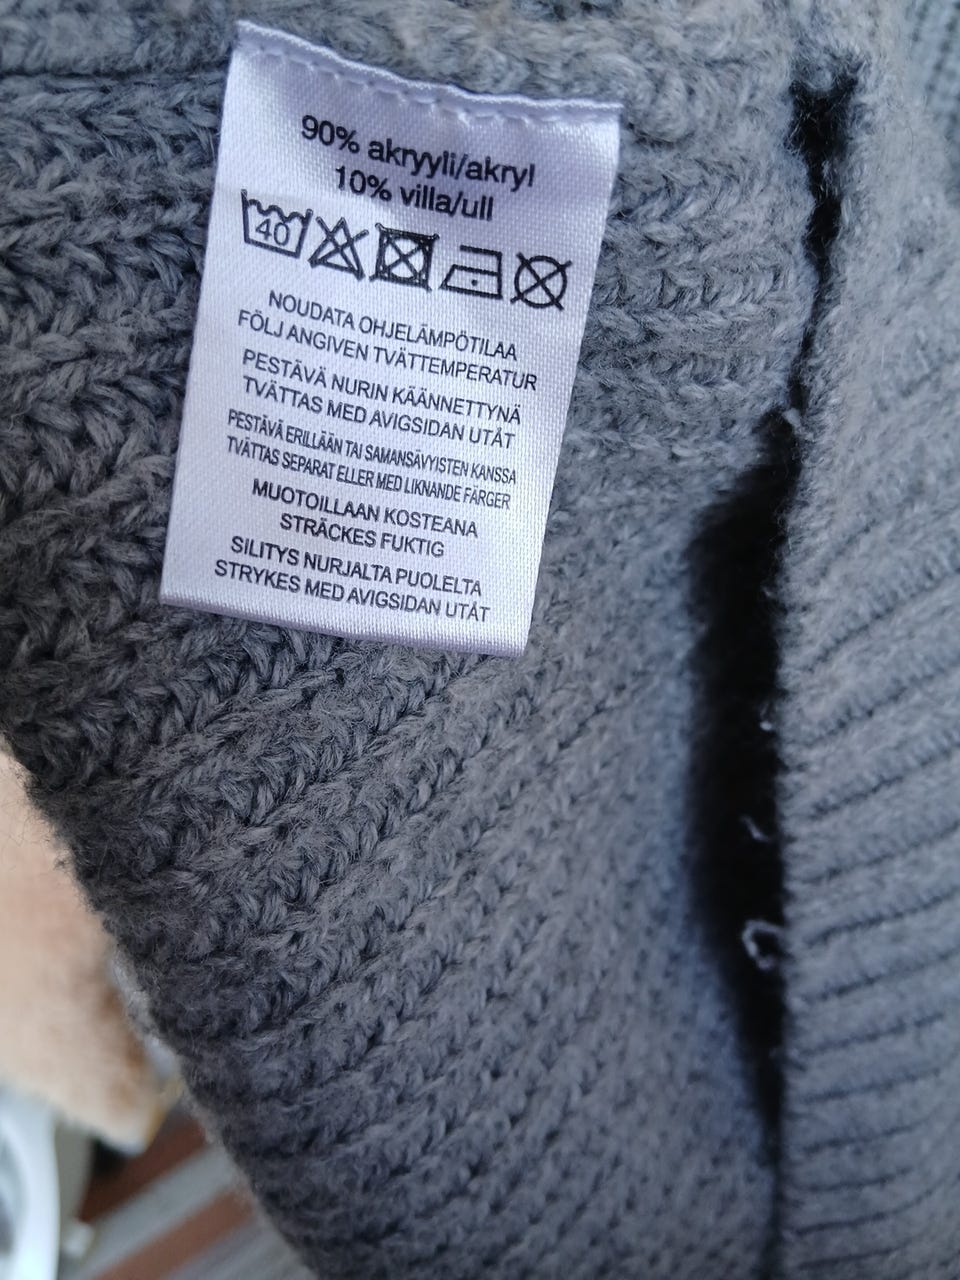 90% akryyli/akryl
10% villa/ull
40
NOUDATA OHJELÄMPÖTILAA
FÖLJ ANGIVEN TVÄTTEMPERATUR
PESTÄVÄ NURIN KÄÄNNETTYNÄ
TVÄTTAS MED AVIGSIDAN UTÅT
PESTÄVÄ ERILLÄÄN TAI SAMANSÄVYISTEN KANSSA
TVÄTTAS SEPARAT ELLER MED LIKNANDE FÄRGER
MUOTOILLAAN KOSTEANA
STRÄCKES FUKTIG
SILITYS NURJALTA PUOLELTA
STRYKES MED AVIGSIDAN UTÅT